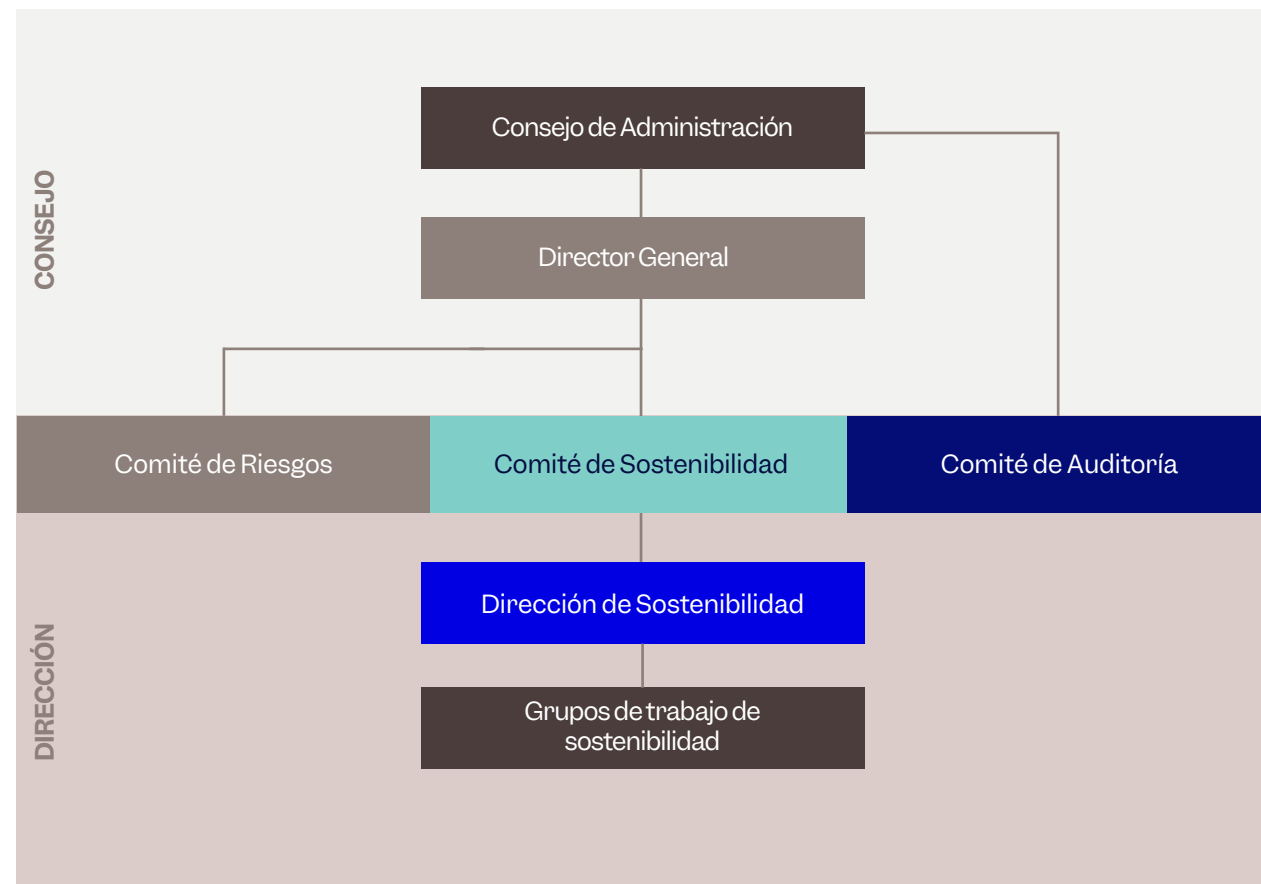 CONSEJO
Consejo de Administración
Director General
Comité de Riesgos
Comité de Sostenibilidad
Comité de Auditoría
DIRECCIÓN
Dirección de Sostenibilidad
Grupos de trabajo de
sostenibilidad